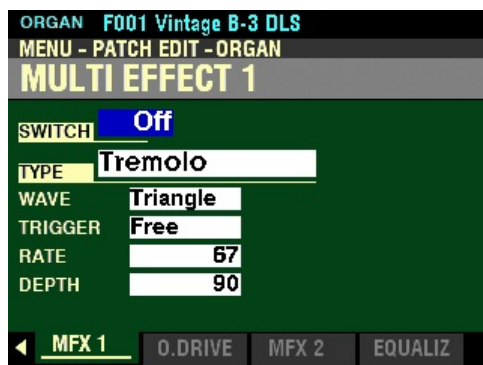 ORGAN F001 Vintage B-3 DLS
MENU - PATCH EDIT - ORGAN
MULTI EFFECT 1
SWITCH Off
TYPE Tremolo
WAVE Triangle
TRIGGER Free
RATE 67
DEPTH 90
MFX 1 O.DRIVE MFX 2 EQUALIZ